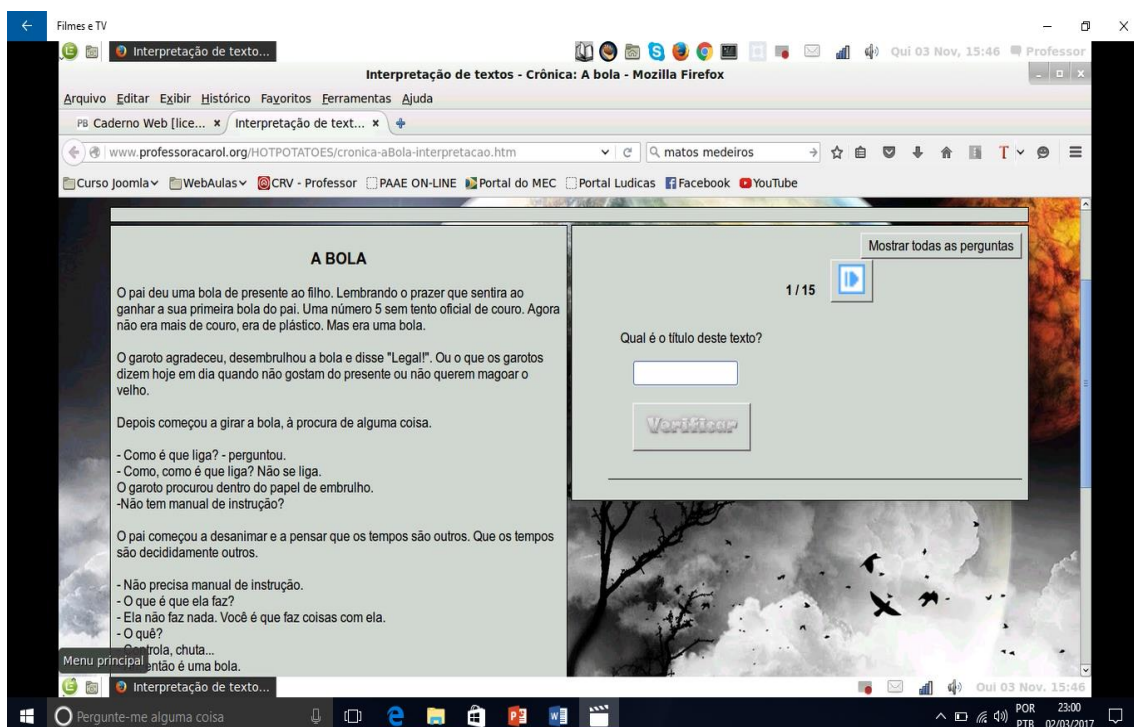 Filmes e TV
Interpretação de texto...
Qui 03 Nov, 15:46 Professor
Interpretação de textos - Crônica: A bola - Mozilla Firefox
Arquivo Editar Exibir Histórico Favoritos Ferramentas Ajuda
PB Caderno Web [lice... x Interpretação de text... x
www.professoracarol.org/HOTPOTATOES/cronica-aBola-interpretacao.htm
matos medeiros
Curso Joomla WebAulas CRV - Professor PAAE ON-LINE Portal do MEC Portal Ludicas Facebook YouTube
A BOLA
O pai deu uma bola de presente ao filho. Lembrando o prazer que sentira ao
ganhar a sua primeira bola do pai. Uma número 5 sem tento oficial de couro. Agora
não era mais de couro, era de plástico. Mas era uma bola.
O garoto agradeceu, desembrulhou a bola e disse "Legal!". Ou o que os garotos
dizem hoje em dia quando não gostam do presente ou não querem magoar o
velho.
Depois começou a girar a bola, à procura de alguma coisa.
- Como é que liga? - perguntou.
- Como, como é que liga? Não se liga.
O garoto procurou dentro do papel de embrulho.
-Não tem manual de instrução?
O pai começou a desanimar e a pensar que os tempos são outros. Que os tempos
são decididamente outros.
- Não precisa manual de instrução.
- O que é que ela faz?
- Ela não faz nada. Você é que faz coisas com ela.
- O quê?
chuta...
então é uma bola.
Menu principal
Mostrar todas as perguntas
1 / 15
Qual é o título deste texto?
Verificar
Interpretação de texto...
Qui 03 Nov, 15:46
Pergunte-me alguma coisa
POR
PTB
23:00
02/03/2017